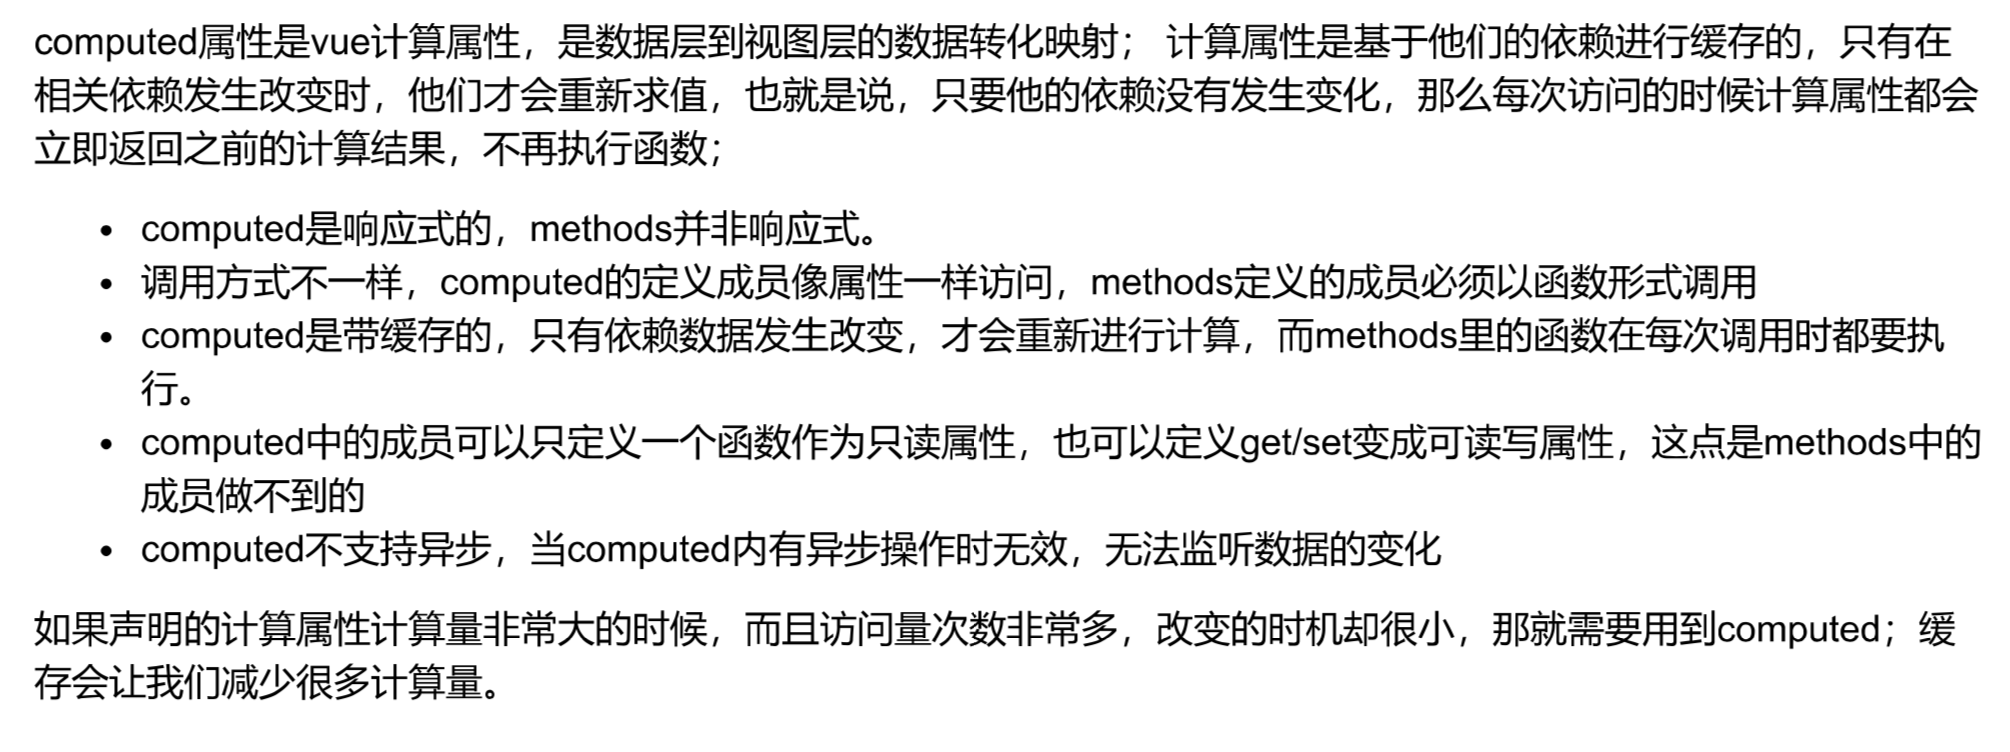 computed属性是vue计算属性，是数据层到视图层的数据转化映射； 计算属性是基于他们的依赖进行缓存的，只有在
相关依赖发生改变时，他们才会重新求值，也就是说，只要他的依赖没有发生变化，那么每次访问的时候计算属性都会
立即返回之前的计算结果，不再执行函数；
• computed是响应式的，methods并非响应式。
• 调用方式不一样，computed的定义成员像属性一样访问，methods定义的成员必须以函数形式调用
• computed是带缓存的，只有依赖数据发生改变，才会重新进行计算，而methods里的函数在每次调用时都要执
行。
• computed中的成员可以只定义一个函数作为只读属性，也可以定义get/set变成可读写属性，这点是methods中的
成员做不到的
• computed不支持异步，当computed内有异步操作时无效，无法监听数据的变化
如果声明的计算属性计算量非常大的时候，而且访问量次数非常多，改变的时机却很小，那就需要用到computed；缓
存会让我们减少很多计算量。